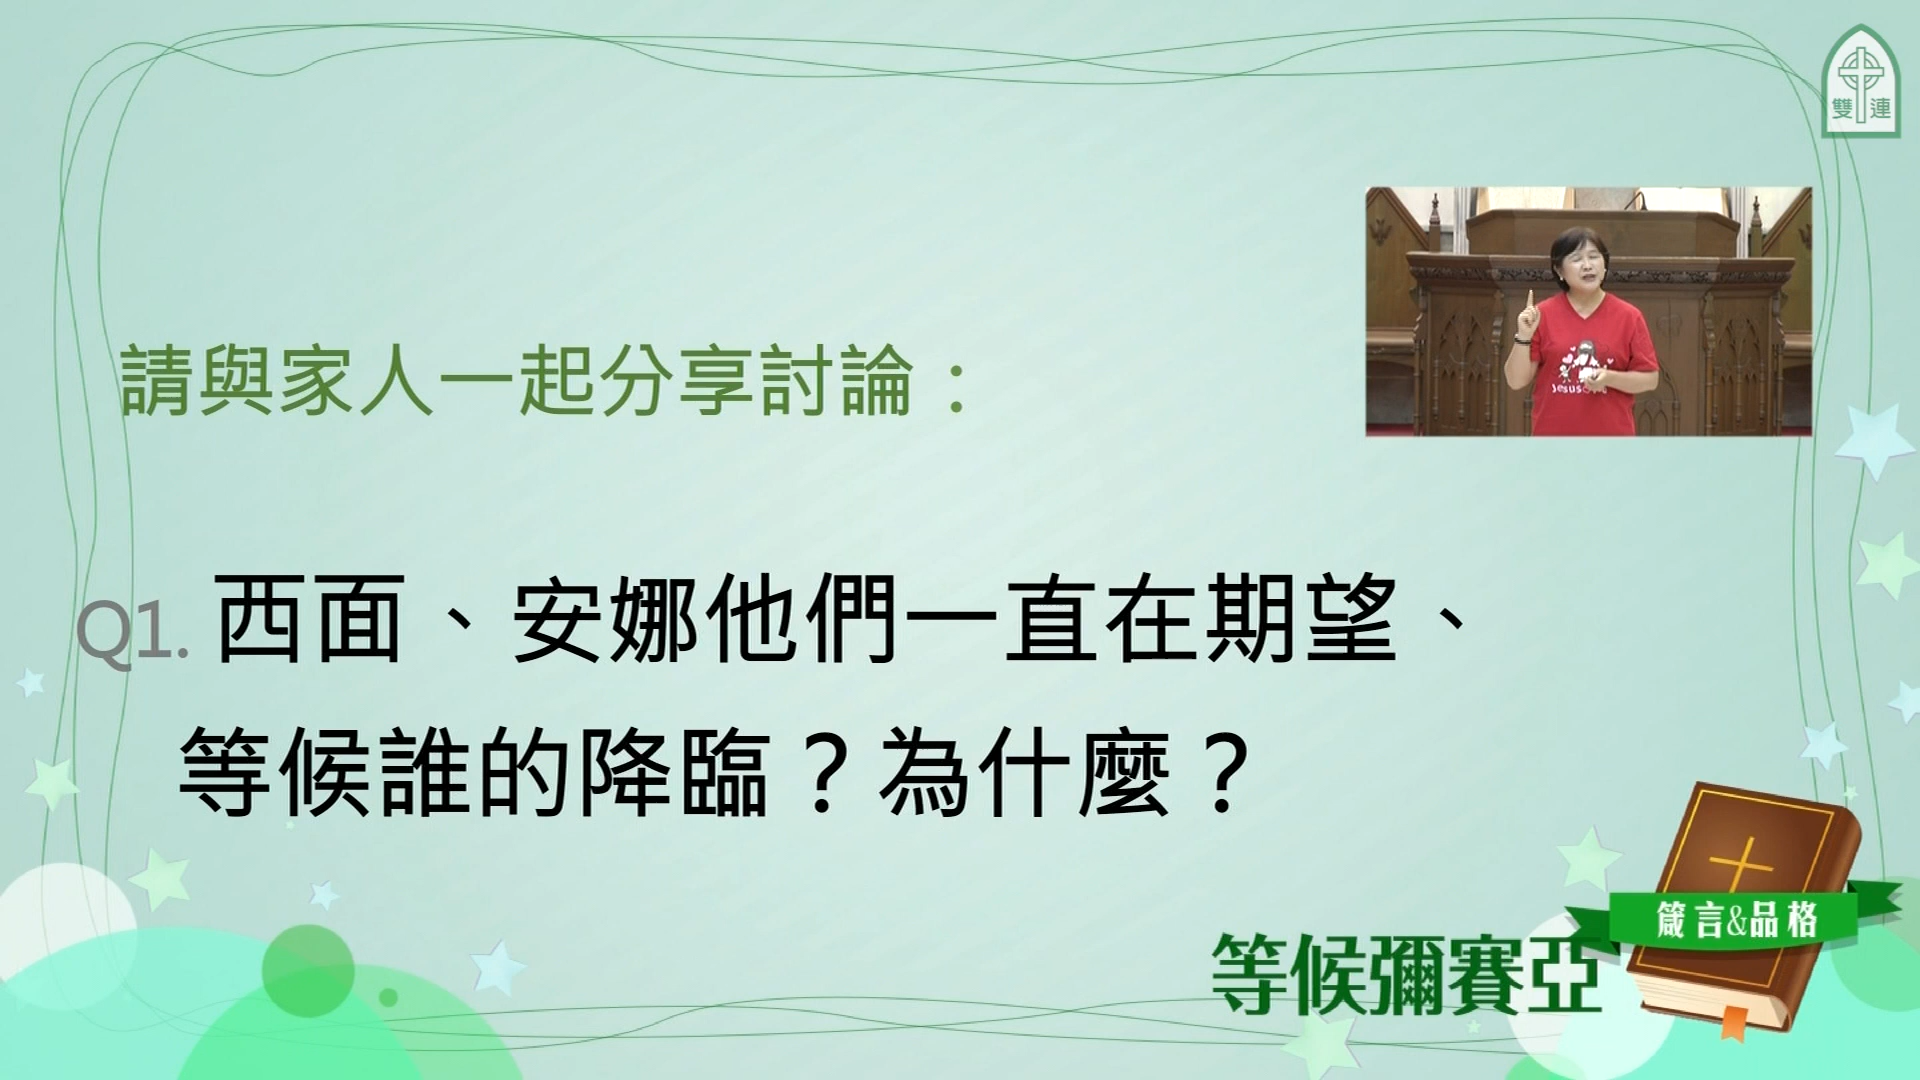 雙連
請與家人一起分享討論：
Q1. 西面、安娜他們一直在期望、
等候誰的降臨？為什麼？
箴言&品格
等候彌賽亞